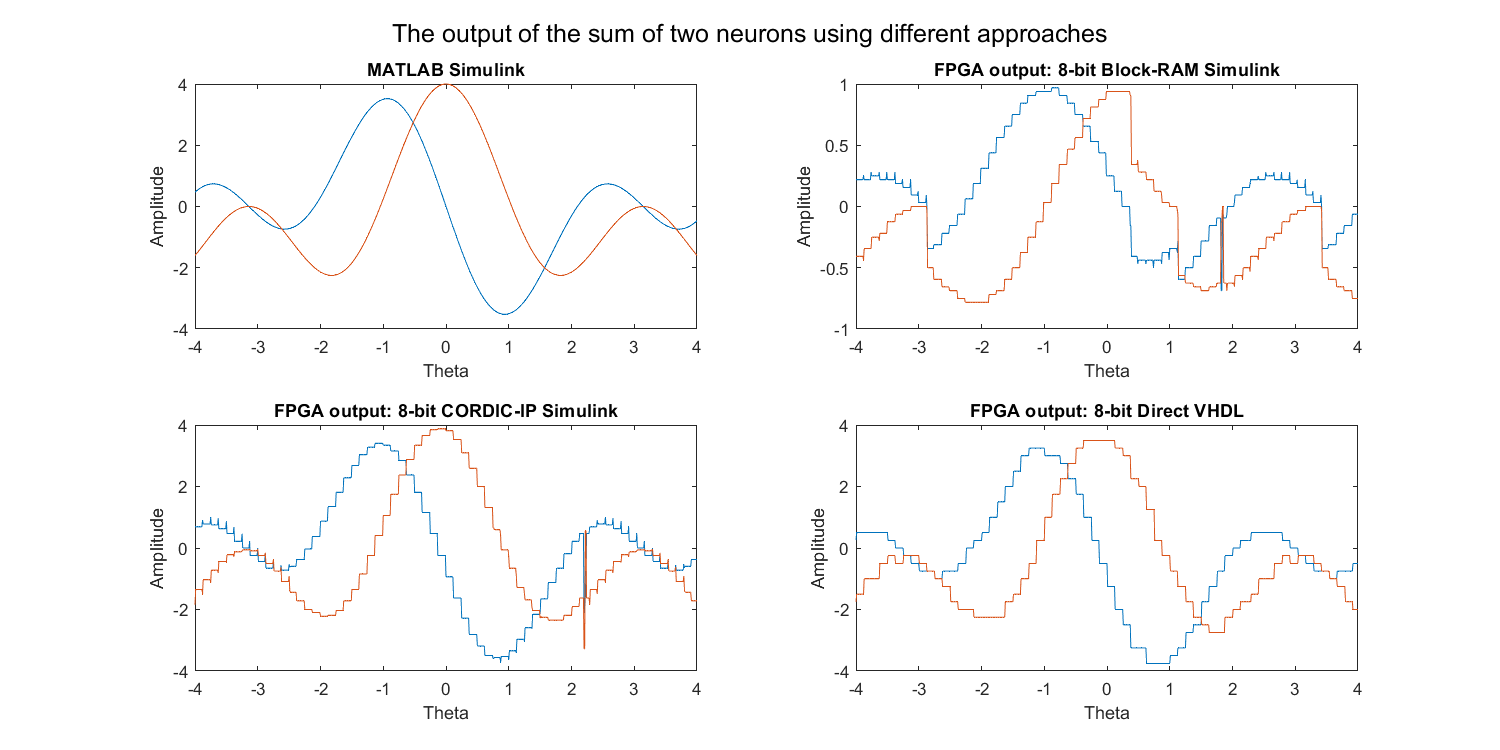 The output of the sum of two neurons using different approaches
MATLAB Simulink
Amplitude
4
2
0
-2
-4
-4 -3 -2 -1 0 1 2 3 4
Theta
FPGA output: 8-bit Block-RAM Simulink
Amplitude
1
0.5
0
-0.5
-1
-4 -3 -2 -1 0 1 2 3 4
Theta
FPGA output: 8-bit CORDIC-IP Simulink
Amplitude
4
2
0
-2
-4
-4 -3 -2 -1 0 1 2 3 4
Theta
FPGA output: 8-bit Direct VHDL
Amplitude
4
2
0
-2
-4
-4 -3 -2 -1 0 1 2 3 4
Theta